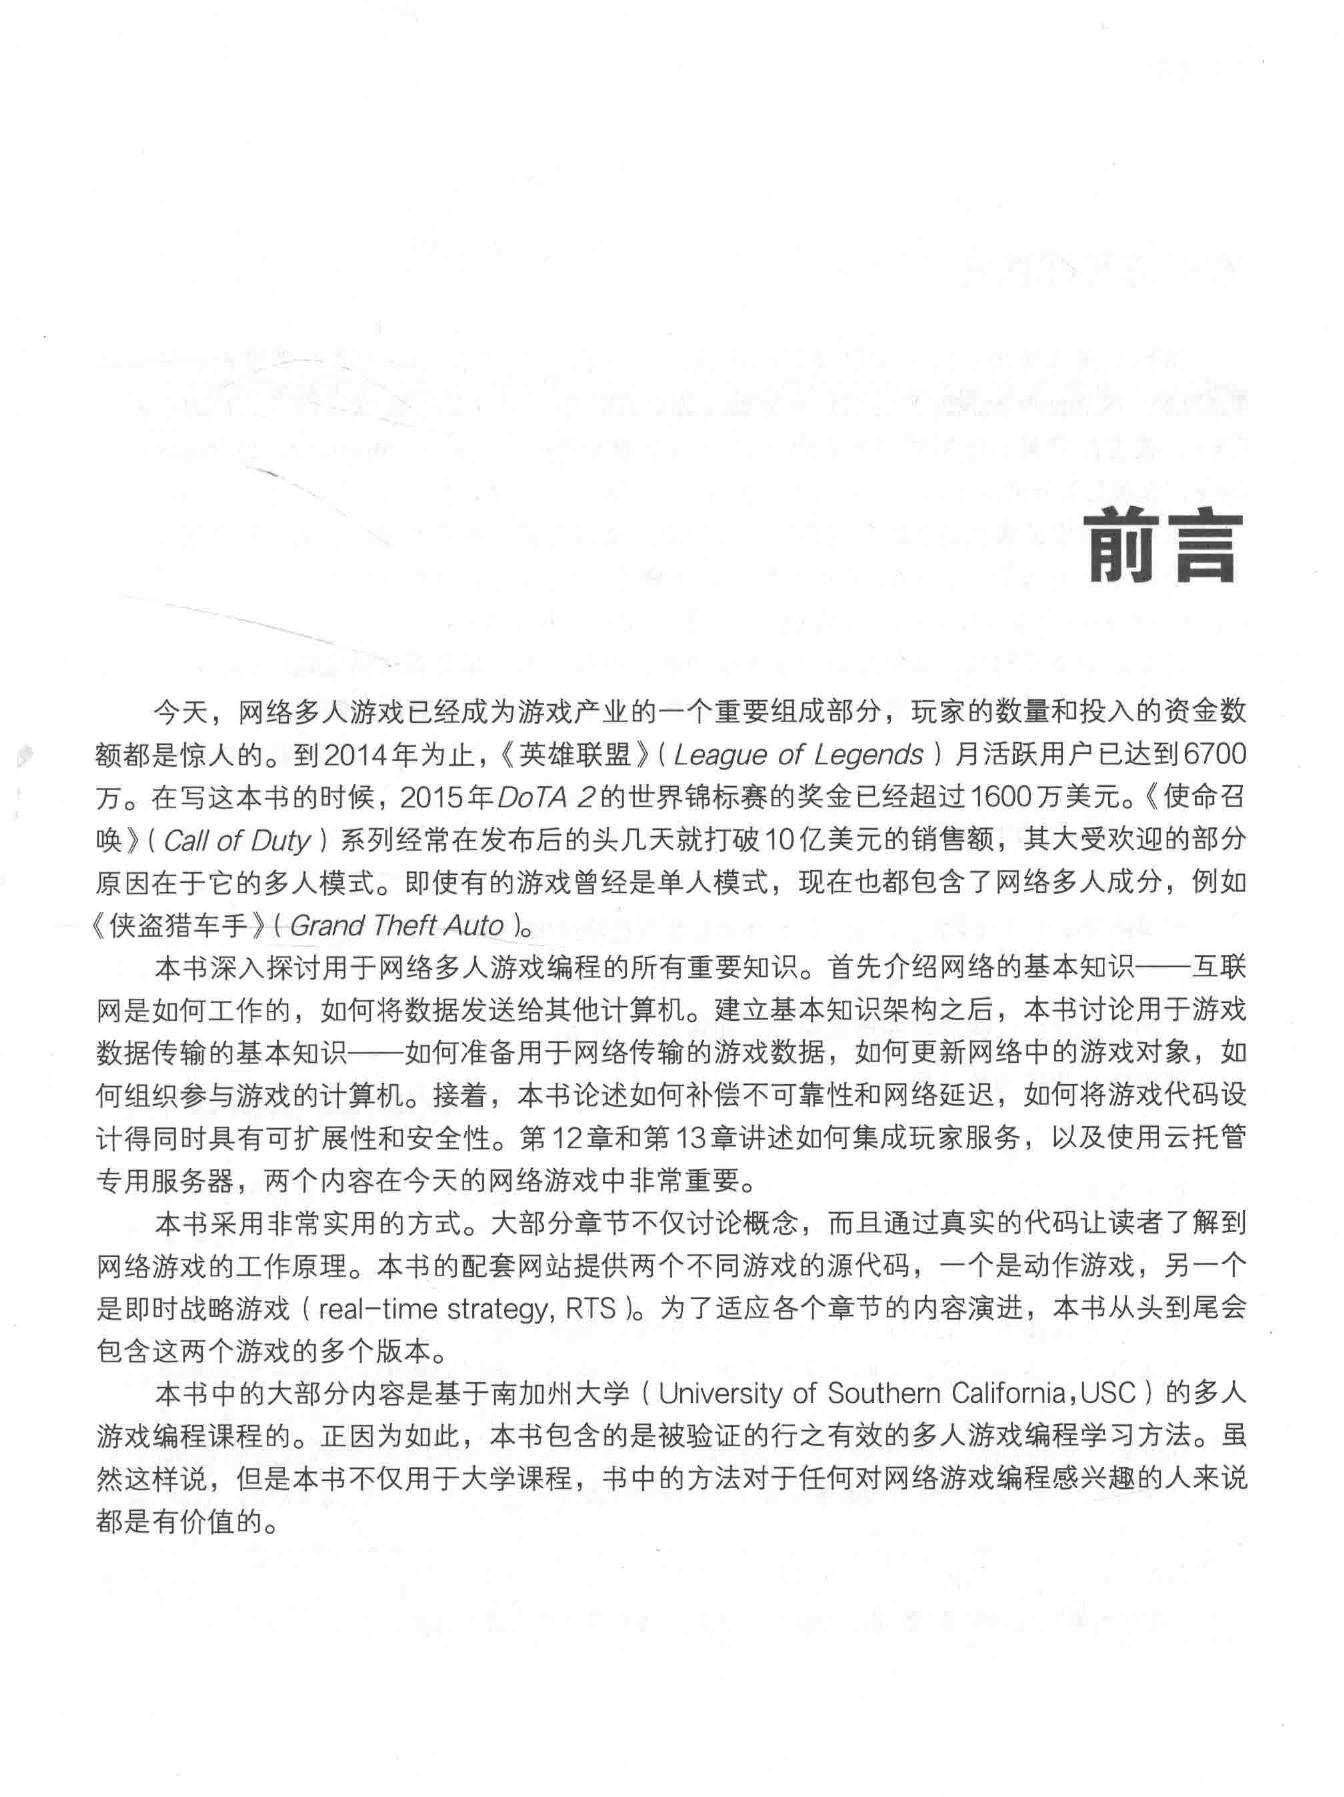 前言
今天，网络多人游戏已经成为游戏产业的一个重要组成部分，玩家的数量和投入的资金数
额都是惊人的。到2014年为止，《英雄联盟》（League of Legends）月活跃用户已达到6700
万。在写这本书的时候，2015年DoTA 2的世界锦标赛的奖金已经超过1600万美元。《使命召
唤》（Call of Duty）系列经常在发布后的头几天就打破10亿美元的销售额，其大受欢迎的部分
原因在于它的多人模式。即使有的游戏曾经是单人模式，现在也都包含了网络多人成分，例如
《侠盗猎车手》（Grand Theft Auto）。
本书深入探讨用于网络多人游戏编程的所有重要知识。首先介绍网络的基本知识——互联
网是如何工作的，如何将数据发送给其他计算机。建立基本知识架构之后，本书讨论用于游戏
数据传输的基本知识——如何准备用于网络传输的游戏数据，如何更新网络中的游戏对象，如
何组织参与游戏的计算机。接着，本书论述如何补偿不可靠性和网络延迟，如何将游戏代码设
计得同时具有可扩展性和安全性。第12章和第13章讲述如何集成玩家服务，以及使用云托管
专用服务器，两个内容在今天的网络游戏中非常重要。
本书采用非常实用的方式。大部分章节不仅讨论概念，而且通过真实的代码让读者了解到
网络游戏的工作原理。本书的配套网站提供两个不同游戏的源代码，一个是动作游戏，另一个
是即时战略游戏（real-time strategy, RTS）。为了适应各个章节的内容演进，本书从头到尾会
包含这两个游戏的多个版本。
本书中的大部分内容是基于南加州大学（University of Southern California,USC）的多人
游戏编程课程的。正因为如此，本书包含的是被验证的行之有效的多人游戏编程学习方法。虽
然这样说，但是本书不仅用于大学课程，书中的方法对于任何对网络游戏编程感兴趣的人来说
都是有价值的。